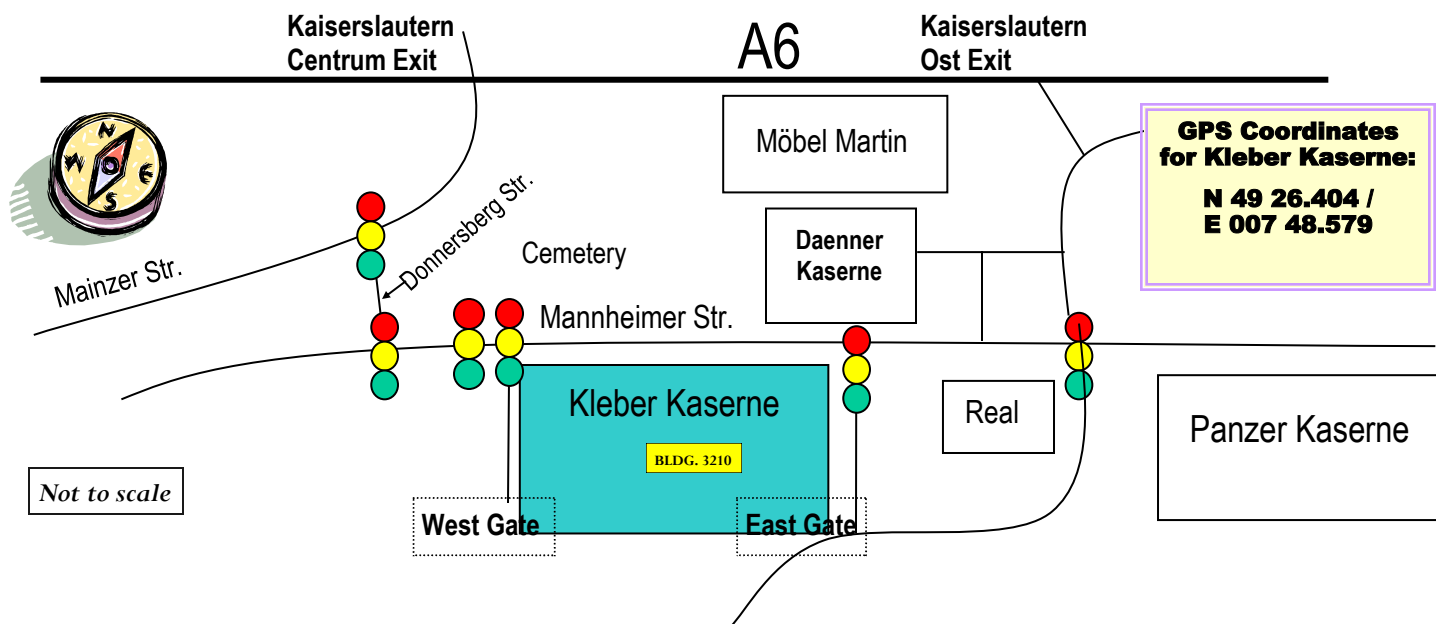 Kaiserslautern
Centrum Exit
A6
Kaiserslautern
Ost Exit
N
W
E
S
Möbel Martin
GPS Coordinates
for Kleber Kaserne:
N 49 26.404 /
E 007 48.579
Mainzer Str.
Donnersberg Str.
Cemetery
Daenner
Kaserne
Mannheimer Str.
Kleber Kaserne
BLDG. 3210
Real
Panzer Kaserne
Not to scale
West Gate
East Gate